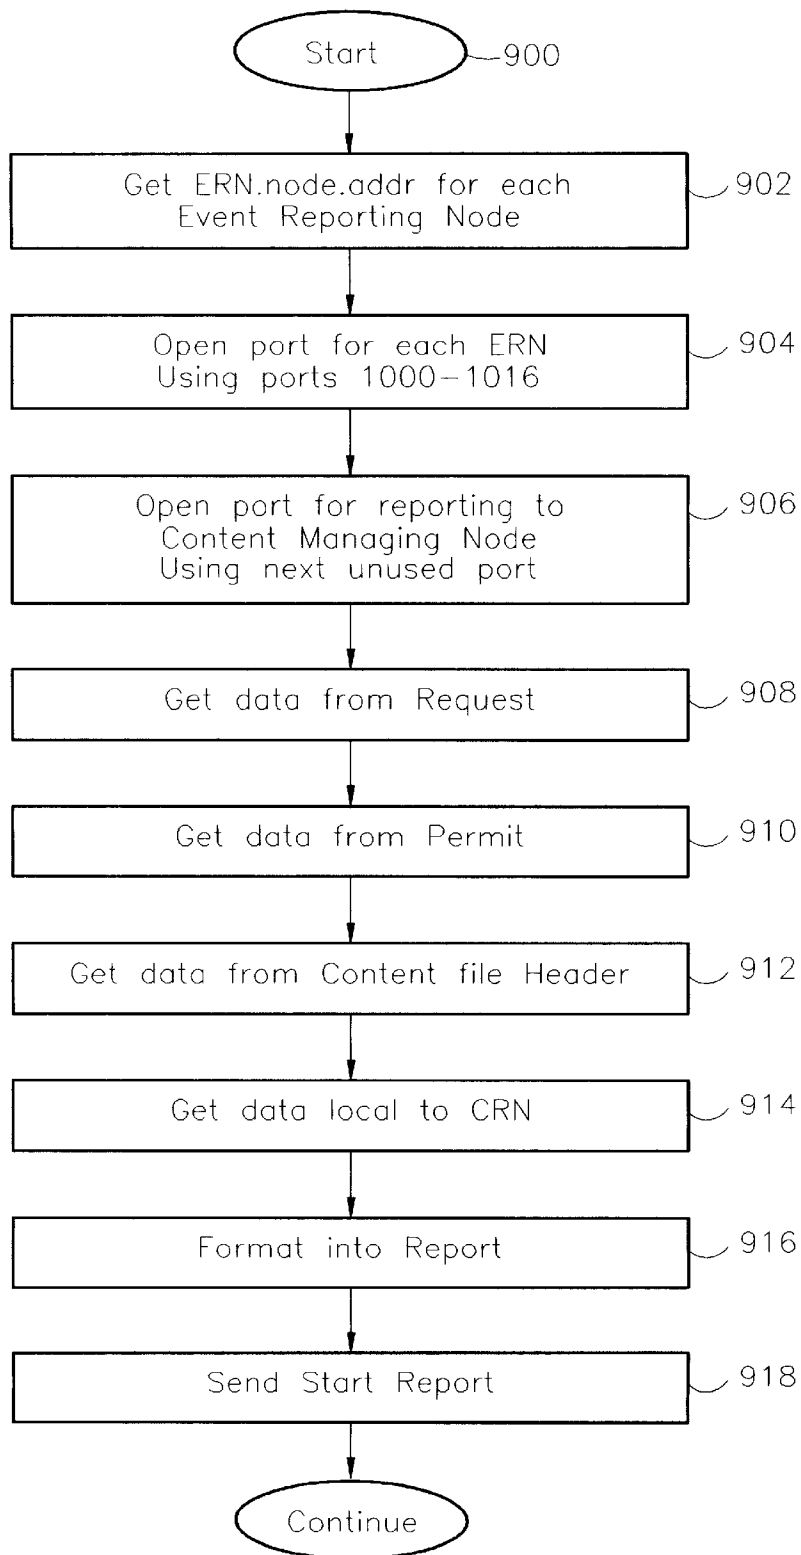 Start
900
Get ERN.node.addr for each
Event Reporting Node
902
Open port for each ERN
Using ports 1000-1016
904
Open port for reporting to
Content Managing Node
Using next unused port
906
Get data from Request
908
Get data from Permit
910
Get data from Content file Header
912
Get data local to CRN
914
Format into Report
916
Send Start Report
918
Continue